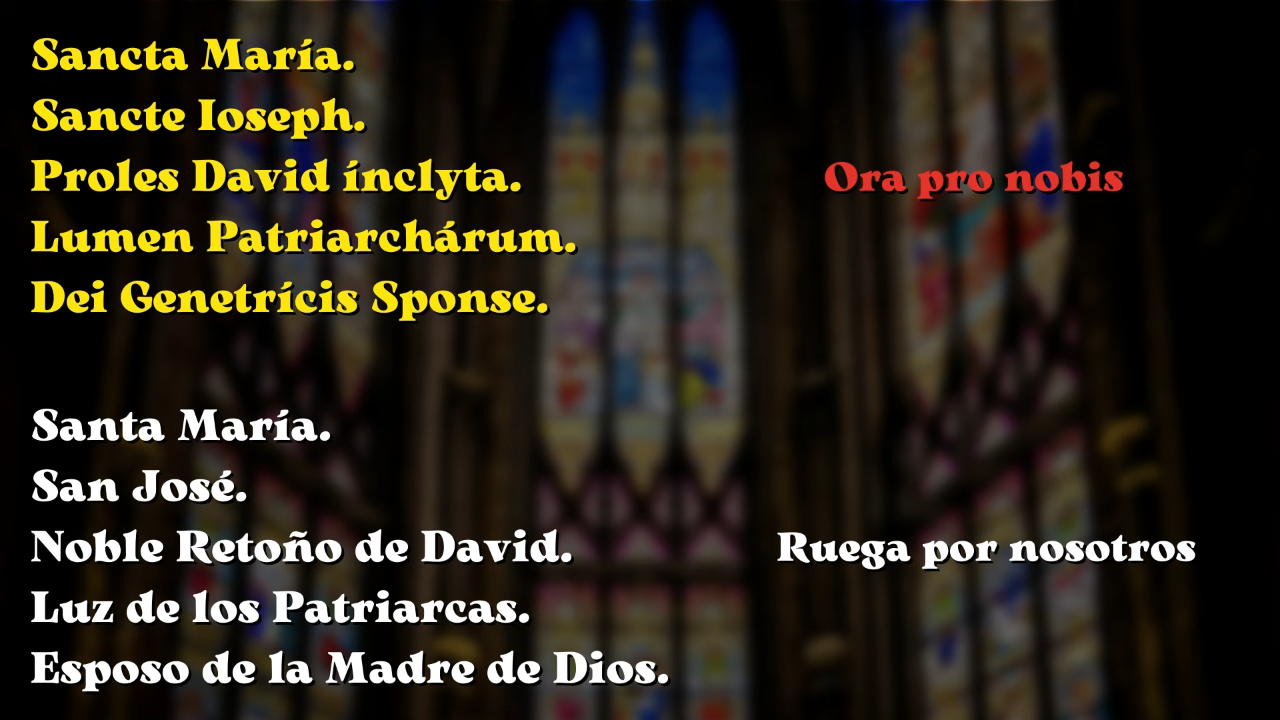 Sancta María.
Sancte Ioseph.
Proles David ínclyta.
Lumen Patriarchárum.
Dei Genetrícis Sponse.
Ora pro nobis
Santa María.
San José.
Noble Retoño de David.
Luz de los Patriarcas.
Esposo de la Madre de Dios.
Ruega por nosotros